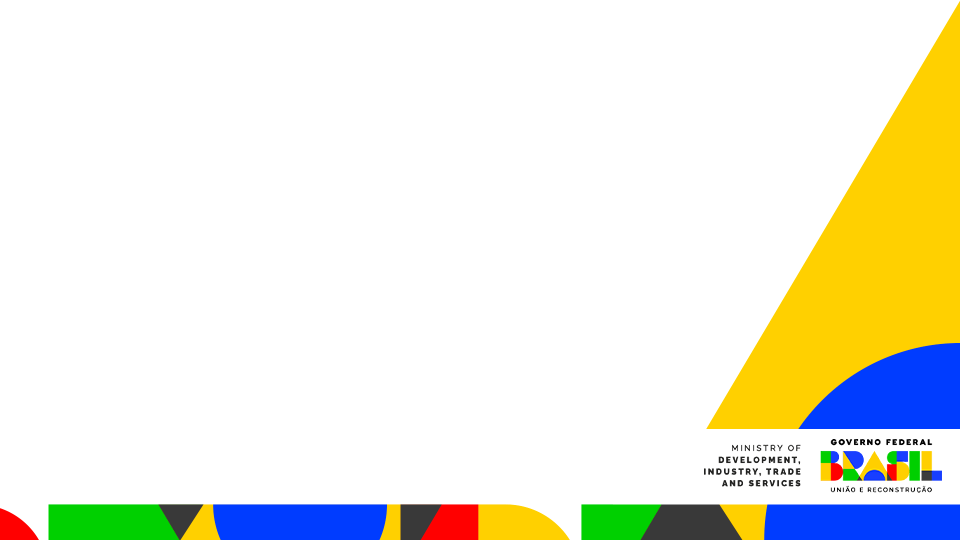 MINISTRY OF
DEVELOPMENT,
INDUSTRY, TRADE
AND SERVICES
GOVERNO FEDERAL
BRASIL
UNIÃO E RECONSTRUÇÃO